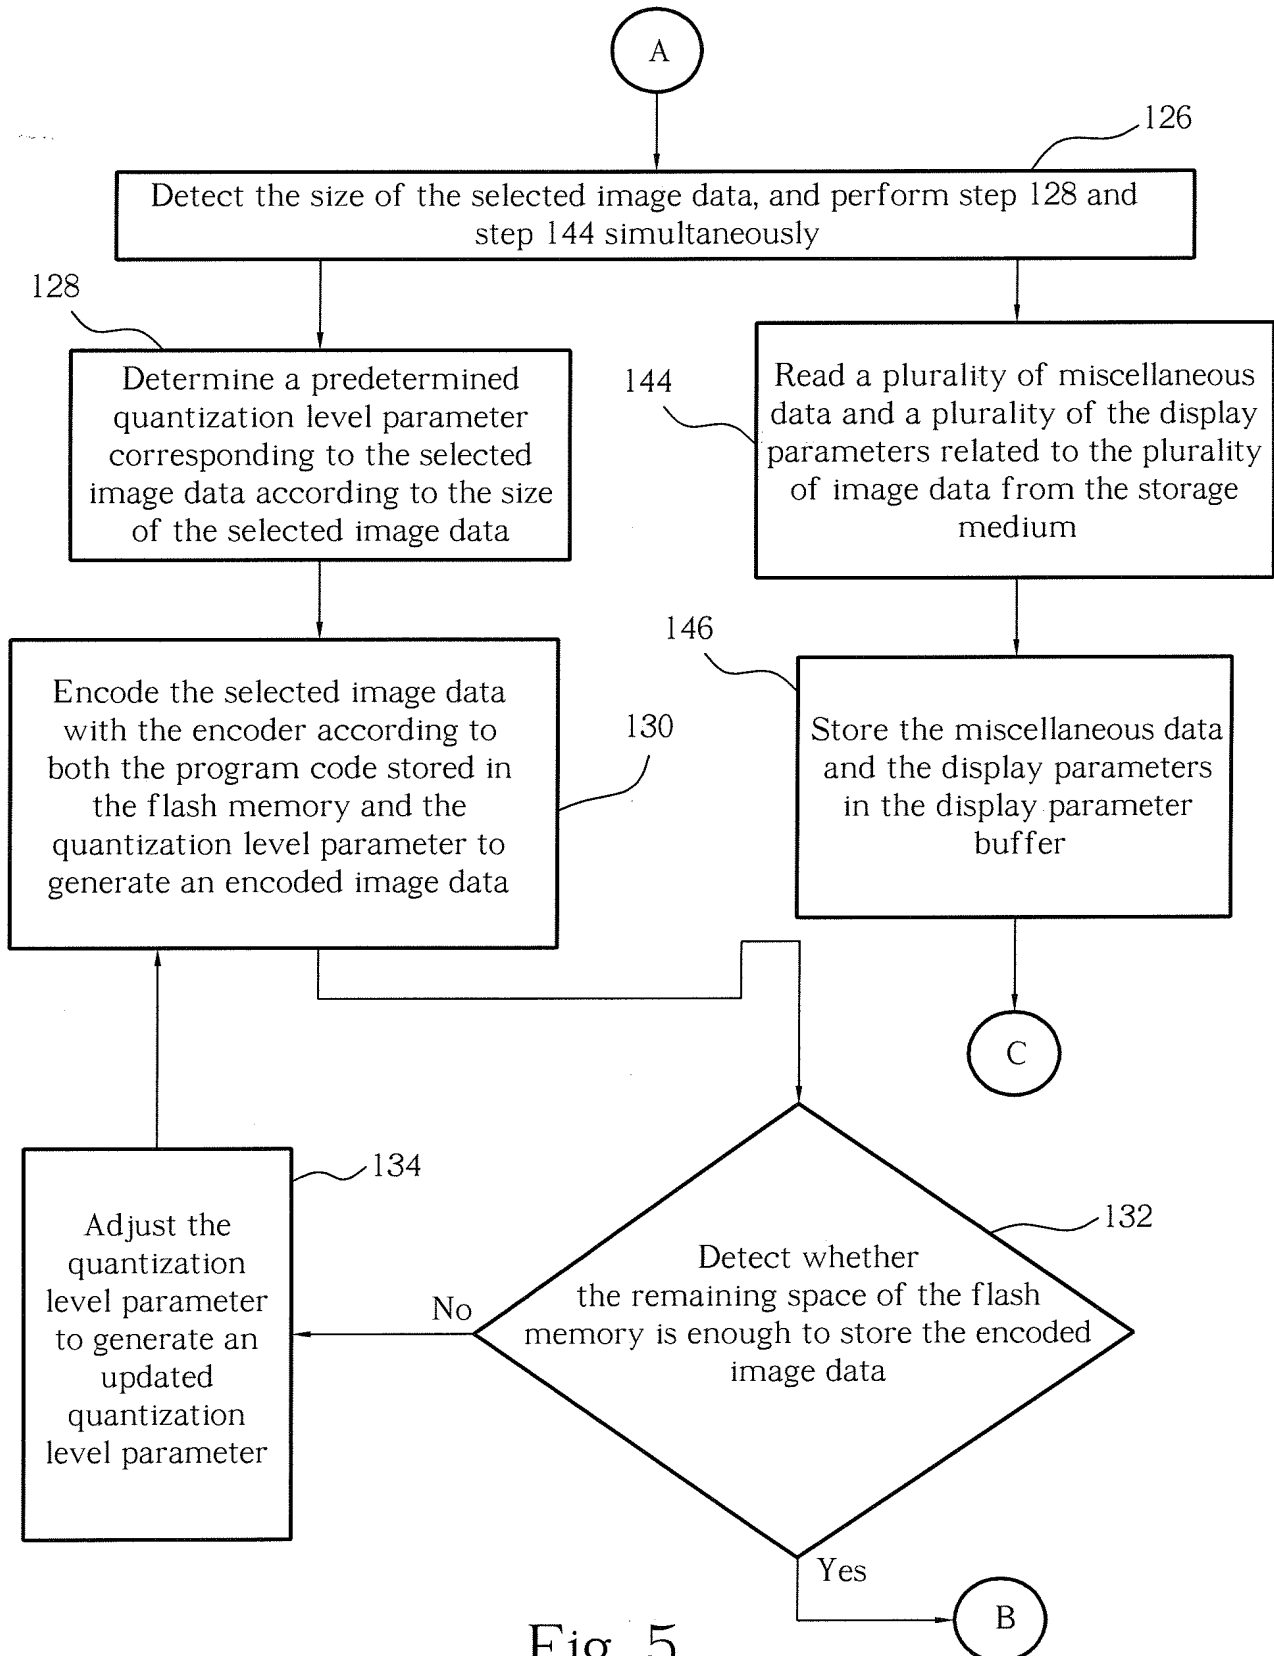 A
126
Detect the size of the selected image data, and perform step 128 and
step 144 simultaneously
128
Determine a predetermined
quantization level parameter
corresponding to the selected
image data according to the size
of the selected image data
144
Read a plurality of miscellaneous
data and a plurality of the display
parameters related to the plurality
of image data from the storage
medium
146
Store the miscellaneous data
and the display parameters
in the display parameter
buffer
Encode the selected image data
with the encoder according to
both the program code stored in
the flash memory and the
quantization level parameter to
generate an encoded image data
130
C
134
Adjust the
quantization
level parameter
to generate an
updated
quantization
level parameter
132
Detect whether
the remaining space of the flash
memory is enough to store the encoded
image data
No
Yes
B
Fig. 5